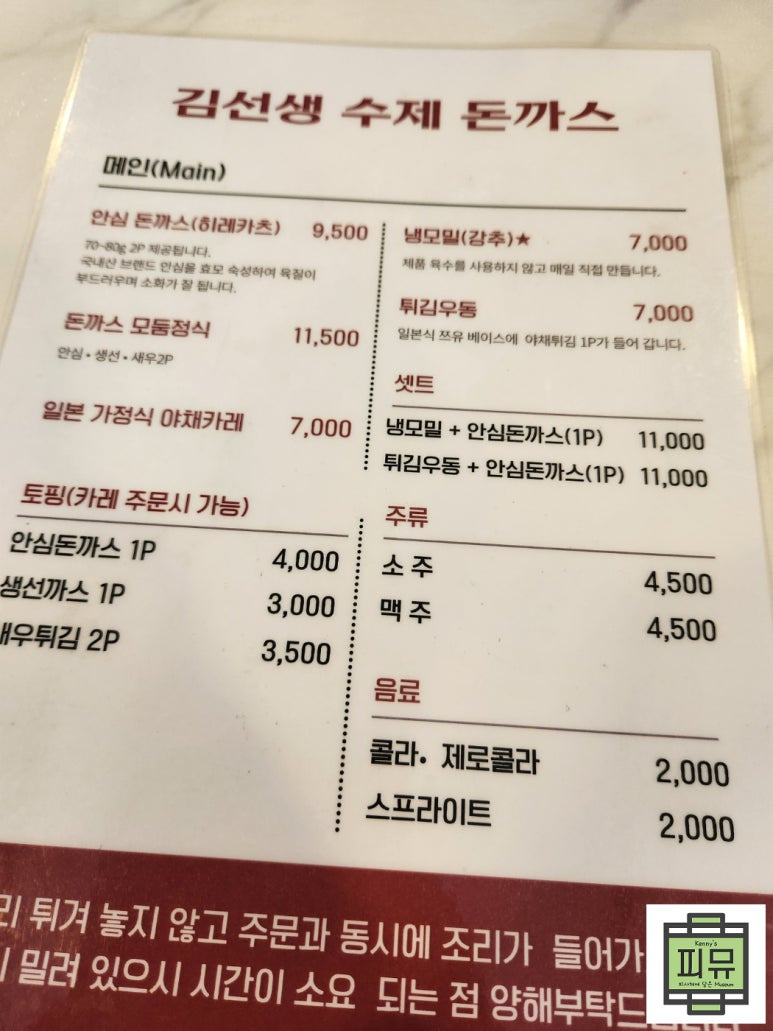 김선생 수제 돈까스
메인(Main)
안심 돈까스(히레카츠) 9,500
70~80g 2P 제공됩니다.
국내산 브랜드 안심을 효모 숙성하여 육질이
부드러우며 소화가 잘 됩니다.
돈까스 모둠정식 11,500
안심 • 생선 • 새우2P
일본 가정식 야채카레 7,000
토핑(카레 주문시 가능)
안심돈까스 1P 4,000
생선까스 1P 3,000
새우튀김 2P 3,500
냉모밀(강추)★ 7,000
제품 육수를 사용하지 않고 매일 직접 만듭니다.
튀김우동 7,000
일본식 쯔유 베이스에 야채튀김 1P가 들어 갑니다.
셋트
냉모밀 + 안심돈까스(1P) 11,000
튀김우동 + 안심돈까스(1P) 11,000
주류
소 주 4,500
맥 주 4,500
음료
콜라• 제로콜라 2,000
스프라이트 2,000
리 튀겨 놓지 않고 주문과 동시에 조리가 들어가
밀려 있으시 시간이 소요 되는 점 양해부탁드
Kenny's
피뮤